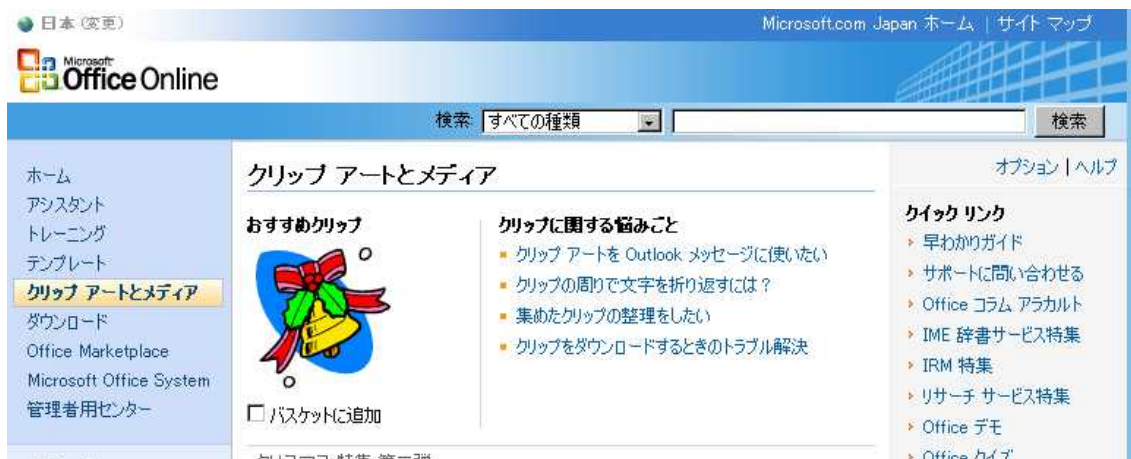 日本 (変更)
Microsoft.com Japan ホーム | サイト マップ
Microsoft
Office Online
検索: すべての種類 検索
ホーム
アシスタント
トレーニング
テンプレート
クリップ アートとメディア
ダウンロード
Office Marketplace
Microsoft Office System
管理者用センター
クリップ アートとメディア
おすすめクリップ
バスケットに追加
クリップに関する悩みごと
クリップ アートを Outlook メッセージに使いたい
クリップの周りで文字を折り返すには？
集めたクリップの整理をしたい
クリップをダウンロードするときのトラブル解決
オプション | ヘルプ
クイック リンク
早わかりガイド
サポートに問い合わせる
Office コラム アラカルト
IME 辞書サービス特集
IRM 特集
リサーチ サービス特集
Office デモ
Office クイズ